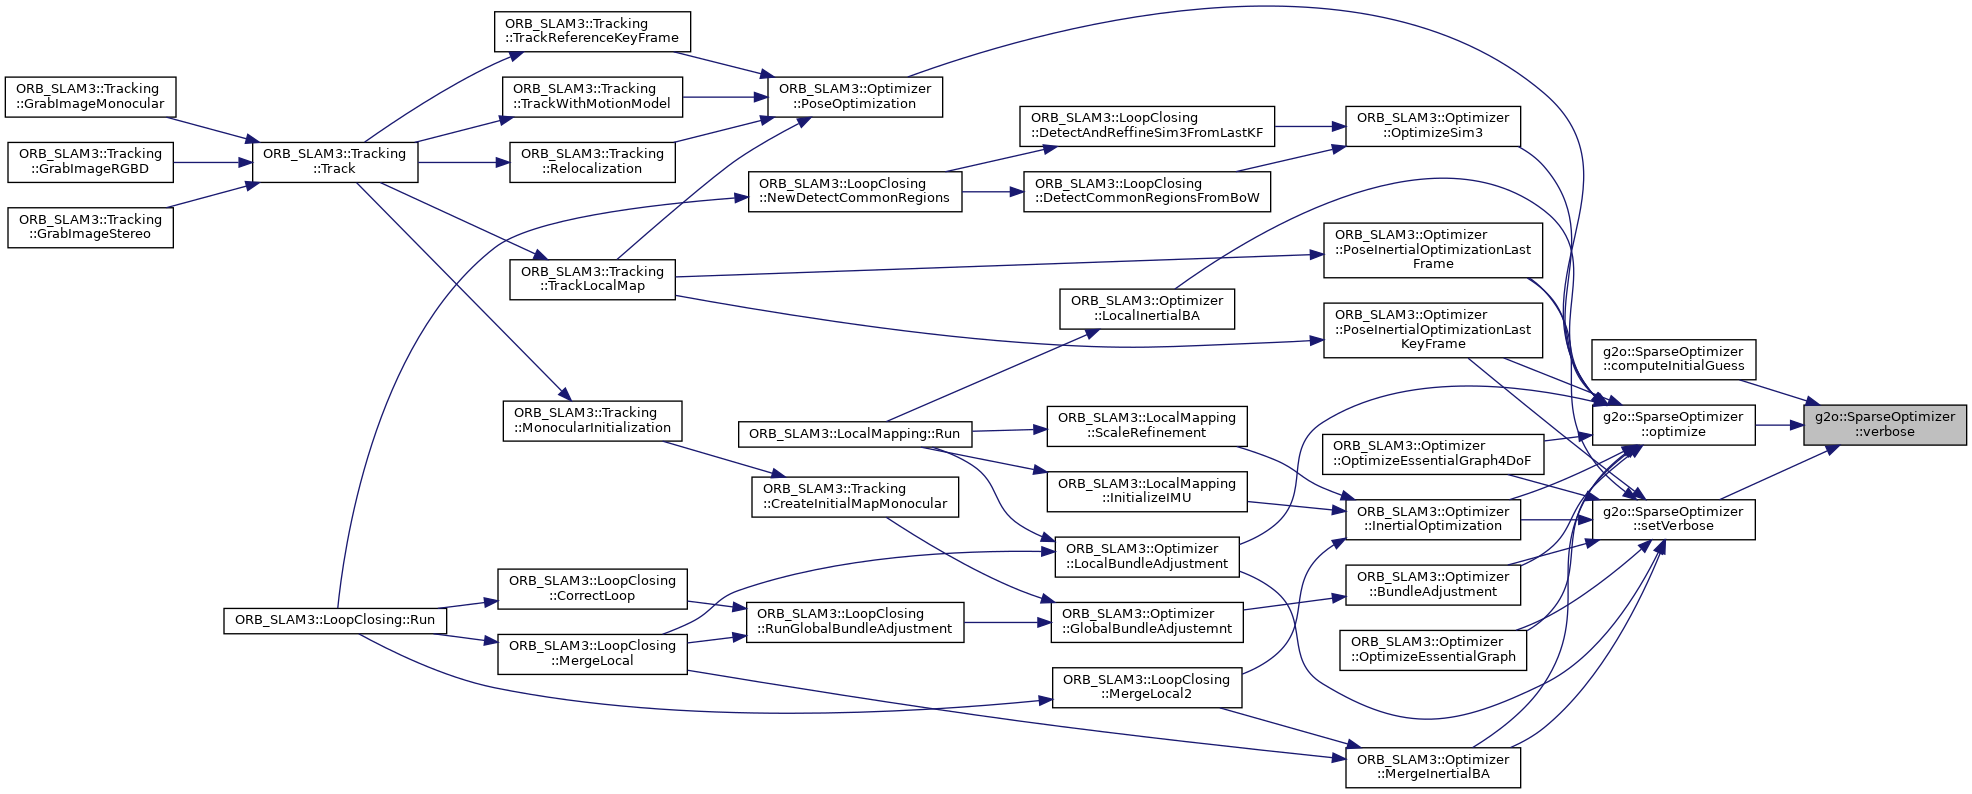 ORB_SLAM3::Tracking
::TrackReferenceKeyFrame
ORB_SLAM3::Tracking
::GrabImageMonocular
ORB_SLAM3::Tracking
::TrackWithMotionModel
ORB_SLAM3::Optimizer
::PoseOptimization
ORB_SLAM3::LoopClosing
::DetectAndReffineSim3FromLastKF
ORB_SLAM3::Optimizer
::OptimizeSim3
ORB_SLAM3::Tracking
::GrabImageRGBD
ORB_SLAM3::Tracking
::Track
ORB_SLAM3::Tracking
::Relocalization
ORB_SLAM3::LoopClosing
::NewDetectCommonRegions
ORB_SLAM3::LoopClosing
::DetectCommonRegionsFromBoW
ORB_SLAM3::Tracking
::GrabImageStereo
ORB_SLAM3::Optimizer
::PoseInertialOptimizationLast
Frame
ORB_SLAM3::Tracking
::TrackLocalMap
ORB_SLAM3::Optimizer
::LocalInertialBA
ORB_SLAM3::Optimizer
::PoseInertialOptimizationLast
KeyFrame
g2o::SparseOptimizer
::computeInitialGuess
ORB_SLAM3::Tracking
::MonocularInitialization
ORB_SLAM3::LocalMapping::Run
ORB_SLAM3::LocalMapping
::ScaleRefinement
g2o::SparseOptimizer
::optimize
g2o::SparseOptimizer
::verbose
ORB_SLAM3::Optimizer
::OptimizeEssentialGraph4DoF
ORB_SLAM3::Tracking
::CreateInitialMapMonocular
ORB_SLAM3::LocalMapping
::InitializeIMU
ORB_SLAM3::Optimizer
::InertialOptimization
g2o::SparseOptimizer
::setVerbose
ORB_SLAM3::Optimizer
::LocalBundleAdjustment
ORB_SLAM3::LoopClosing
::CorrectLoop
ORB_SLAM3::Optimizer
::BundleAdjustment
ORB_SLAM3::LoopClosing::Run
ORB_SLAM3::LoopClosing
::RunGlobalBundleAdjustment
ORB_SLAM3::Optimizer
::GlobalBundleAdjustemnt
ORB_SLAM3::LoopClosing
::MergeLocal
ORB_SLAM3::Optimizer
::OptimizeEssentialGraph
ORB_SLAM3::LoopClosing
::MergeLocal2
ORB_SLAM3::Optimizer
::MergeInertialBA